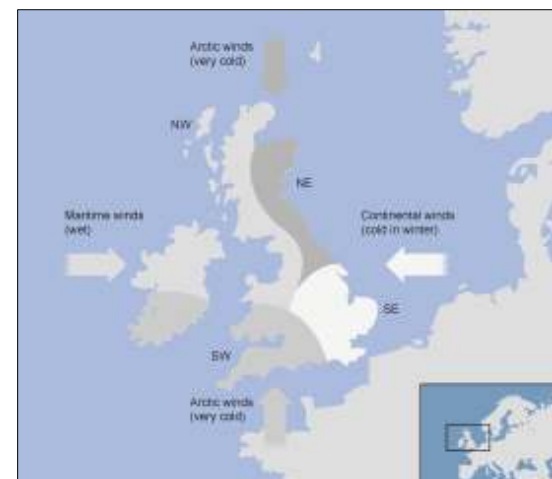 Arctic winds
(very cold)
NW
NE
Maritime winds
(wet)
Continental winds
(cold in winter)
SE
SW
Arctic winds
(very cold)